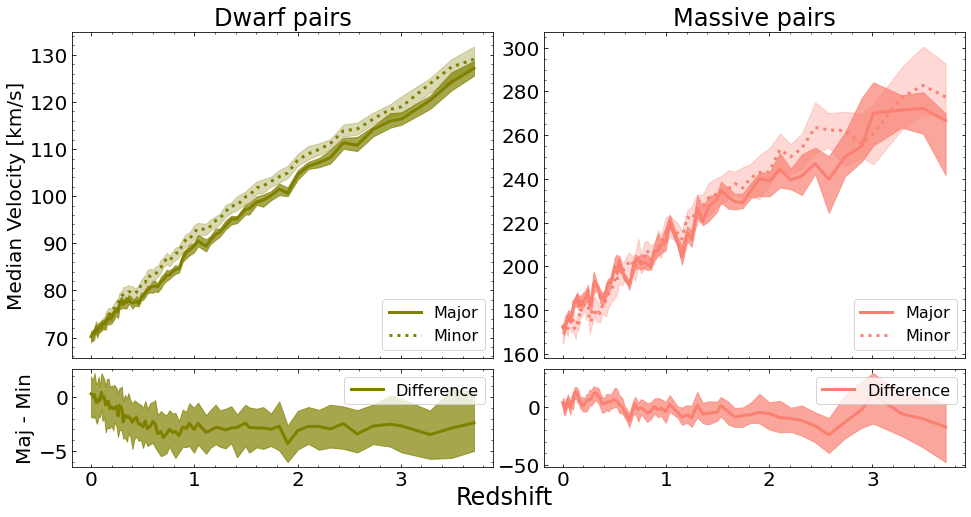 Dwarf pairs
Massive pairs
Median Velocity [km/s]
130
120
110
100
90
80
70
Major
Minor
300
280
260
240
220
200
180
160
Major
Minor
Maj - Min
0
−5
Difference
0
−50
Difference
0 1 2 3
0 1 2 3
Redshift